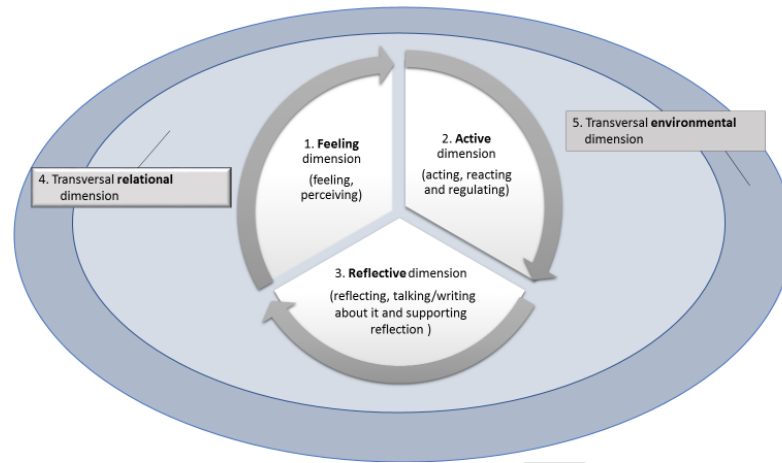 1. Feeling
dimension
(feeling,
perceiving)
2. Active
dimension
(acting, reacting
and regulating)
3. Reflective dimension
(reflecting, talking/writing
about it and supporting
reflection )
4. Transversal relational
dimension
5. Transversal environmental
dimension